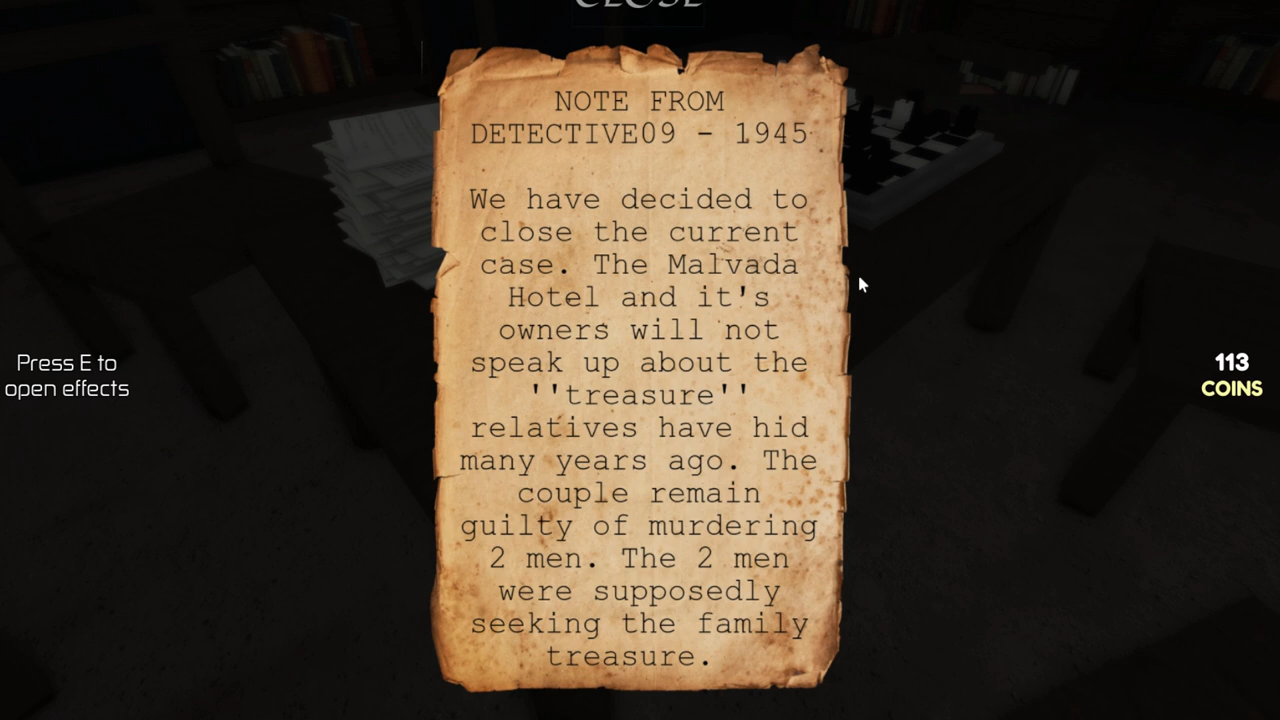 CLOSE
NOTE FROM
DETECTIVE09 - 1945
We have decided to
close the current
case. The Malvada
Hotel and it's
owners will not
speak up about the
''treasure''
relatives have hid
many years ago. The
couple remain
guilty of murdering
2 men. The 2 men
were supposedly
seeking the family
treasure.
Press E to
open effects
113
COINS